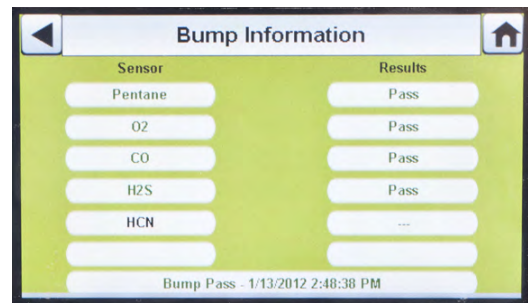 Bump Information
Sensor Results
Pentane Pass
O2 Pass
CO Pass
H2S Pass
HCN ---
Bump Pass - 1/13/2012 2:48:38 PM